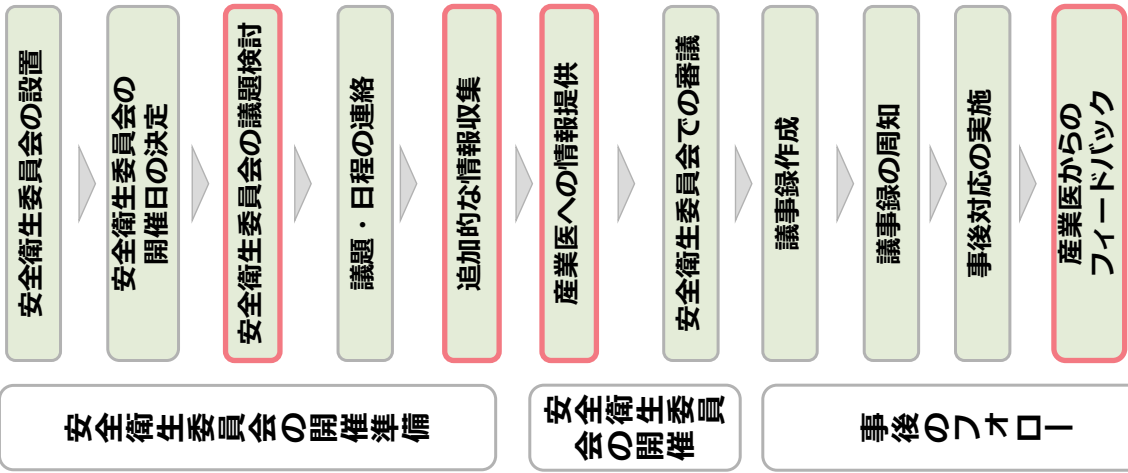 安全衛生委員会の開催準備
安全衛生委員会の設置
安全衛生委員会の
開催日の決定
安全衛生委員会の議題検討
議題・日程の連絡
追加的な情報収集
安全衛生委員
会の開催
産業医への情報提供
安全衛生委員会での審議
事後のフォロー
議事録作成
議事録の周知
事後対応の実施
産業医からの
フィードバック